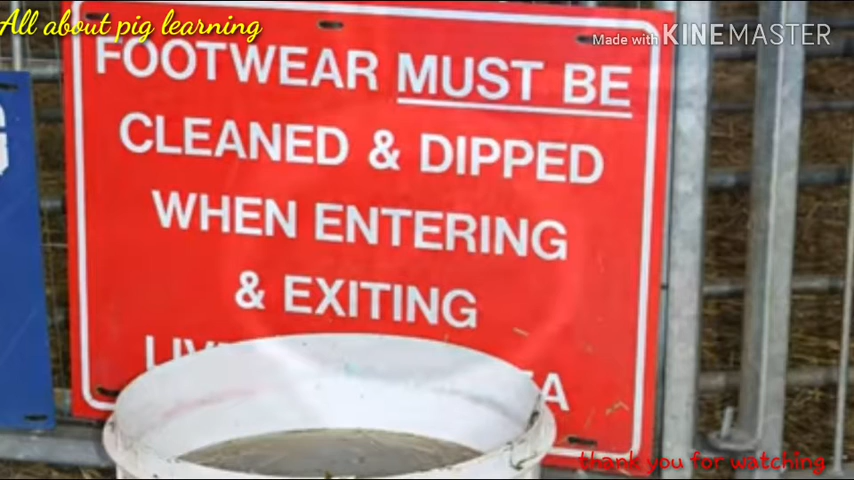 All about pig learning
Made with KINEMASTER
FOOTWEAR MUST BE
CLEANED & DIPPED
WHEN ENTERING
& EXITING
thank you for watching